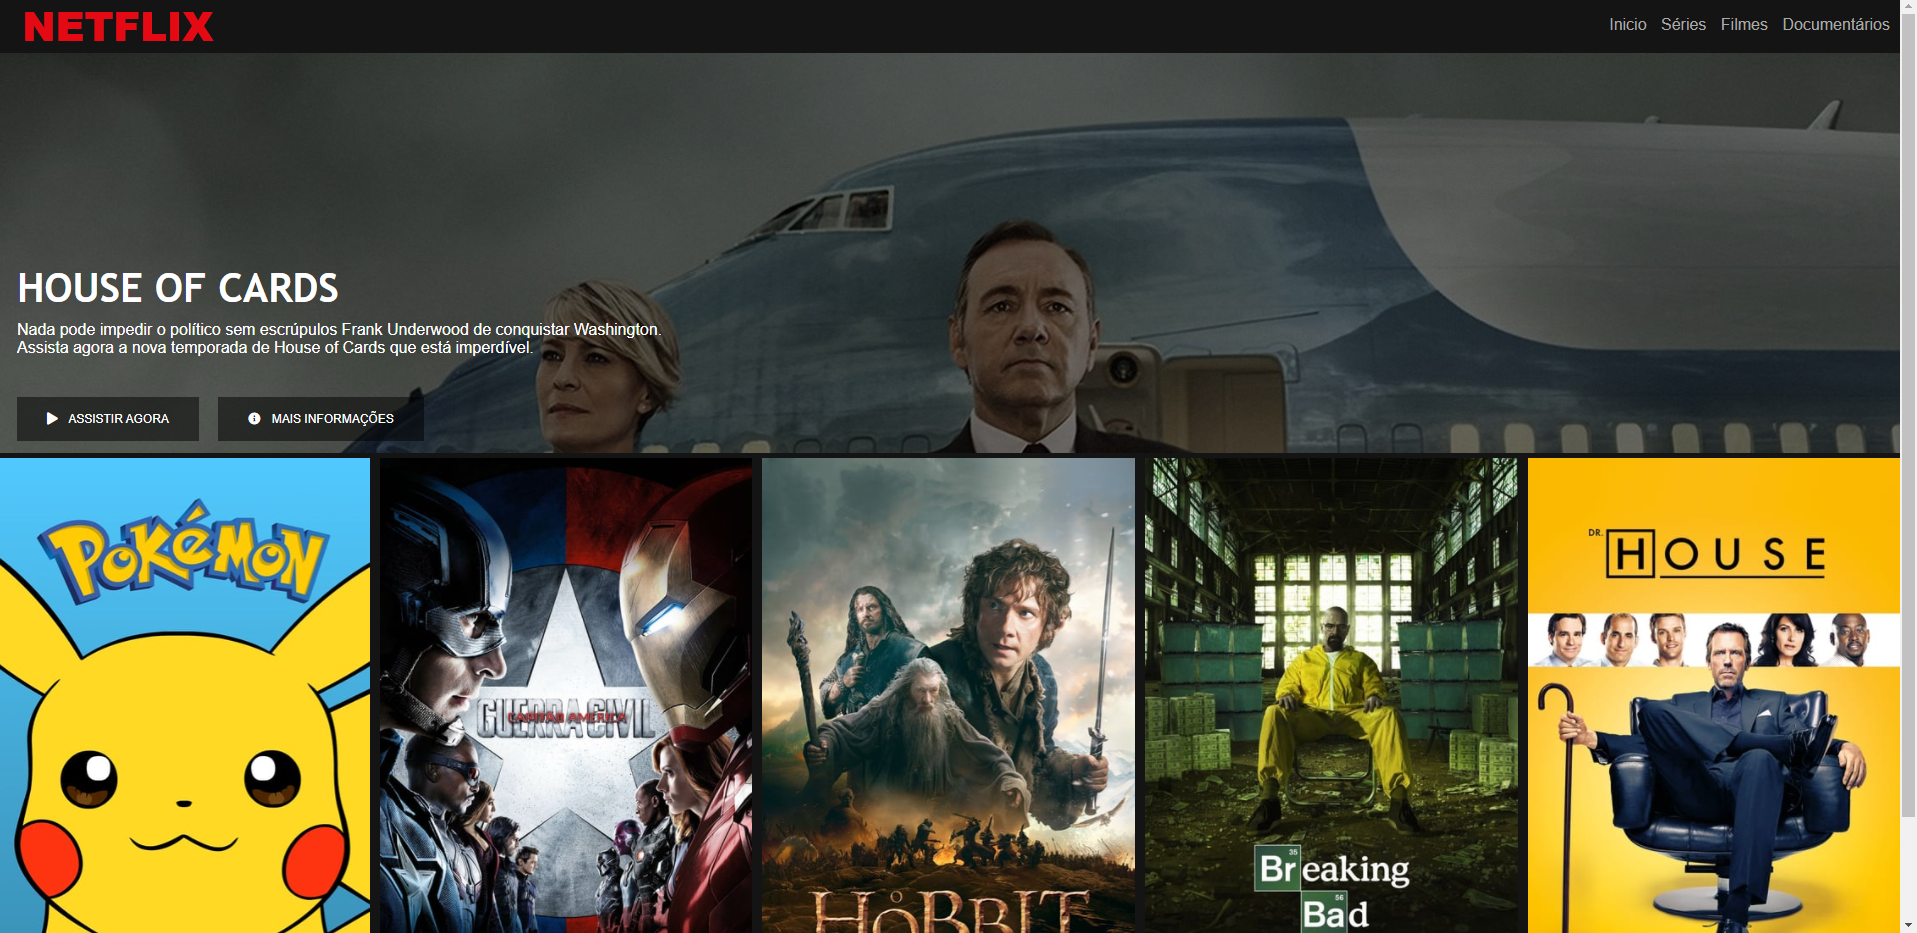 NETFLIX
Inicio Séries Filmes Documentários
HOUSE OF CARDS
Nada pode impedir o político sem escrúpulos Frank Underwood de conquistar Washington.
Assista agora a nova temporada de House of Cards que está imperdível.
ASSISTIR AGORA MAIS INFORMAÇÕES
POKéMON
CAPITÃO AMÉRICA
GUERRA CIVIL
HOBBIT
35
Breaking
56
Bad
DR.
HOUSE